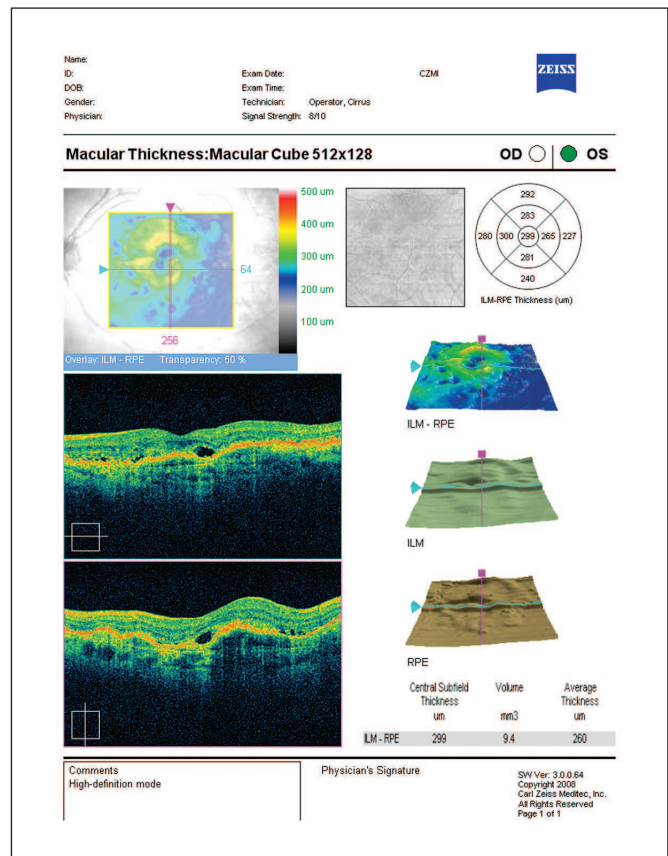 Name:
ID:
DOB:
Gender:
Physician:
Exam Date:
Exam Time:
Technician: Operator, Cirrus
Signal Strength: 8/10
CZMI
ZEISS
Macular Thickness:Macular Cube 512x128
OD OS
500 um
400 um
300 um
200 um
100 um
64
256
Overlay: ILM - RPE Transparency: 50 %
292
283
280 300 299 265 227
281
240
ILM-RPE Thickness (um)
ILM - RPE
ILM
RPE
Central Subfield Thickness um
Volume mm3
Average Thickness um
ILM - RPE 299 9.4 260
Comments
High-definition mode
Physician's Signature
SW Ver: 3.0.0.64
Copyright 2008
Carl Zeiss Meditec, Inc.
All Rights Reserved
Page 1 of 1